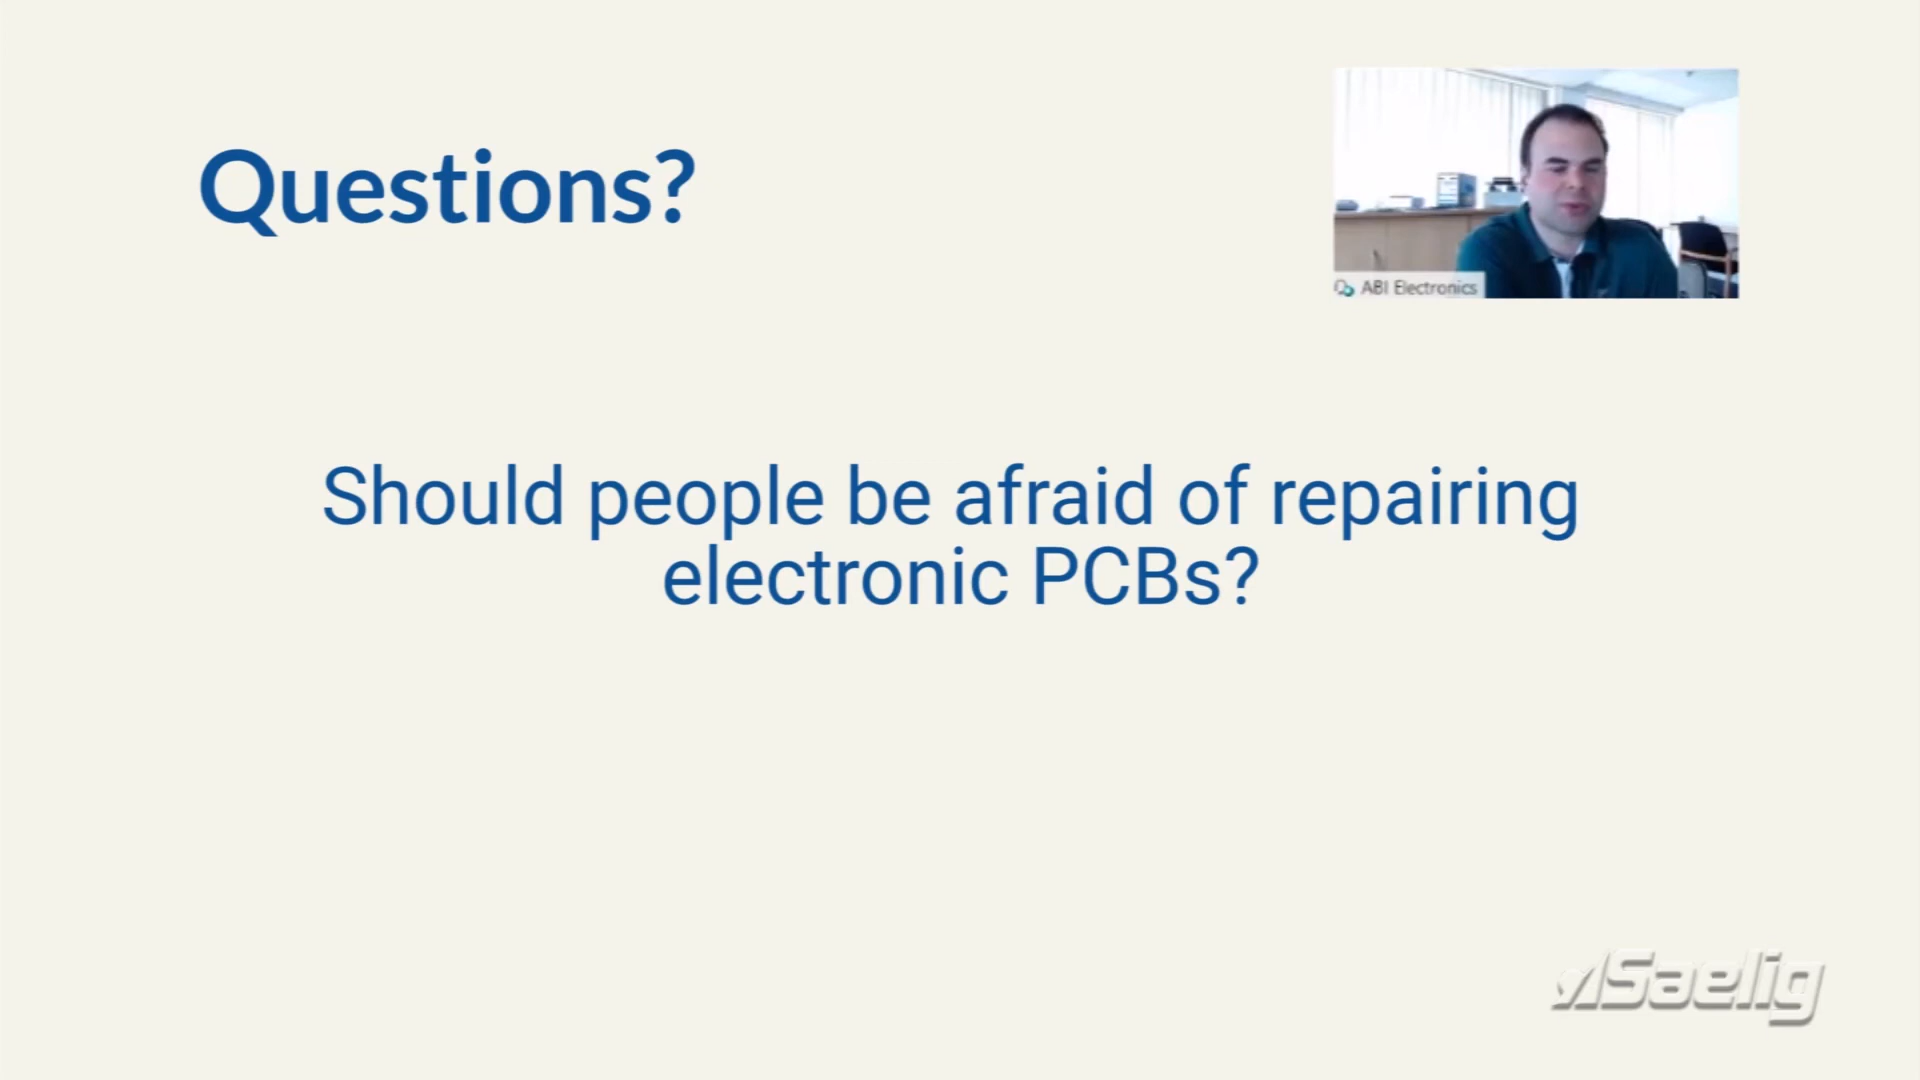 Questions?
ABI Electronics
Should people be afraid of repairing
electronic PCBs?
Saelig